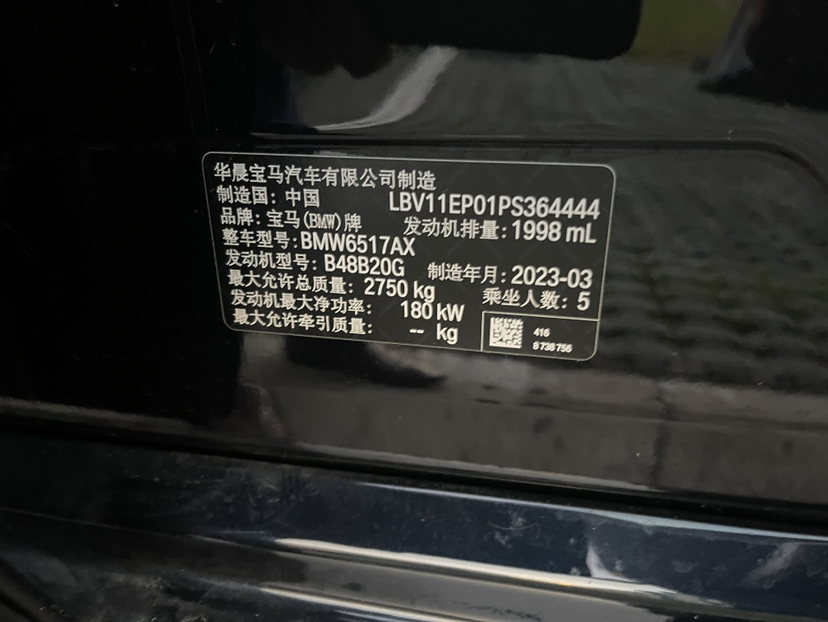 华晨宝马汽车有限公司制造
制造国：中国 LBV11EP01PS364444
品牌：宝马(BMW)牌 发动机排量：1998 mL
整车型号：BMW6517AX
发动机型号：B48B20G 制造年月：2023-03
最大允许总质量：2750 kg 乘坐人数：5
发动机最大净功率：180 kW
最大允许牵引质量：-- kg
416
8 738 756